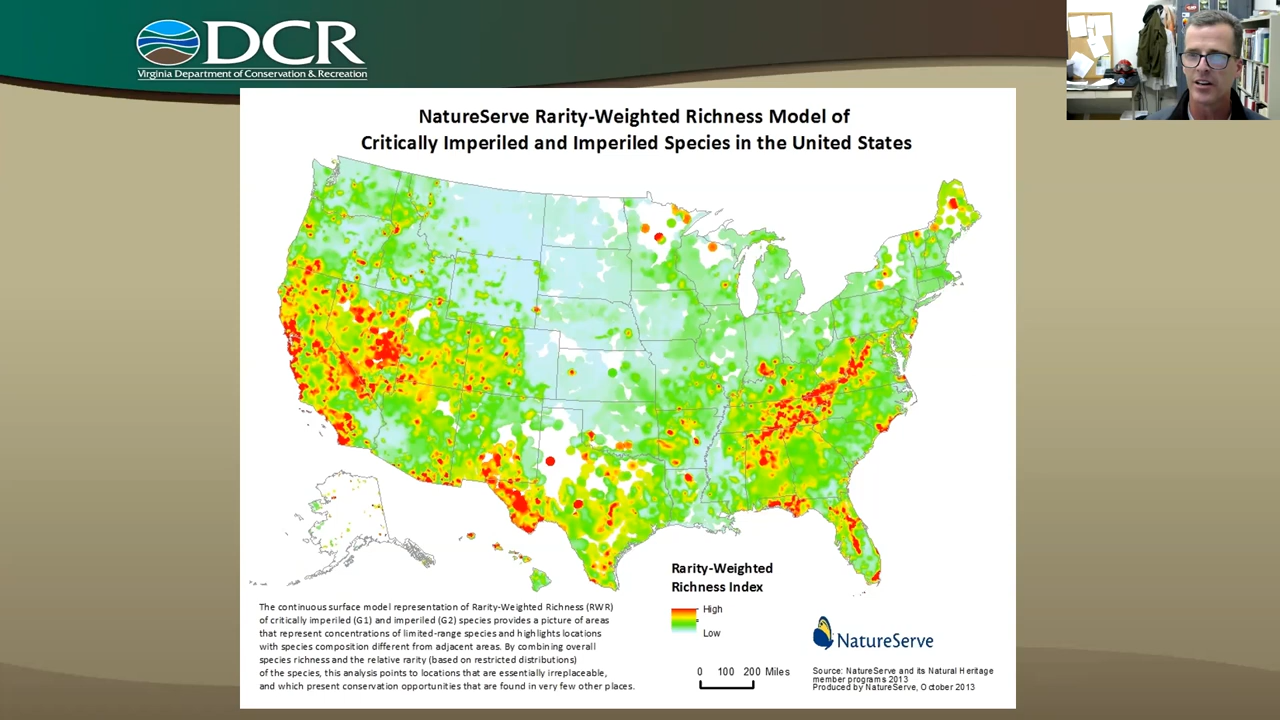 DCR
Virginia Department of Conservation & Recreation
NatureServe Rarity-Weighted Richness Model of
Critically Imperiled and Imperiled Species in the United States
Rarity-Weighted
Richness Index
High
Low
0 100 200 Miles
The continuous surface model representation of Rarity-Weighted Richness (RWR)
of critically imperiled (G1) and imperiled (G2) species provides a picture of areas
that represent concentrations of limited-range species and highlights locations
with species composition different from adjacent areas. By combining overall
species richness and the relative rarity (based on restricted distributions)
of the species, this analysis points to locations that are essentially irreplaceable,
and which present conservation opportunities that are found in very few other places.
NatureServe
Source: NatureServe and its Natural Heritage
member programs 2013
Produced by NatureServe, October 2013